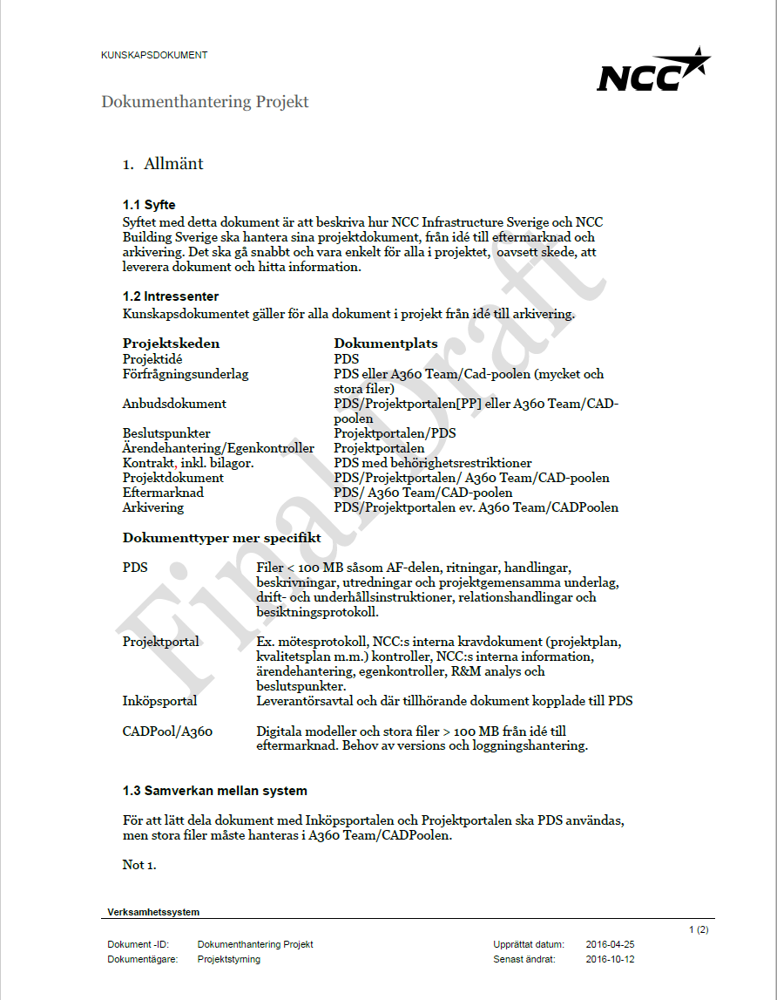 KUNSKAPSDOKUMENT
NCC
Dokumenthantering Projekt
1. Allmänt
1.1 Syfte
Syftet med detta dokument är att beskriva hur NCC Infrastructure Sverige och NCC
Building Sverige ska hantera sina projektdokument, från idé till eftermarknad och
arkivering. Det ska gå snabbt och vara enkelt för alla i projektet, oavsett skede, att
leverera dokument och hitta information.
1.2 Intressenter
Kunskapsdokumentet gäller för alla dokument i projekt från idé till arkivering.
Projektskeden Dokumentplats
Projektidé PDS
Förfrågningsunderlag PDS eller A360 Team/Cad-poolen (mycket och
stora filer)
Anbudsdokument PDS/Projektportalen[PP] eller A360 Team/CAD-
poolen
Beslutspunkter Projektportalen/PDS
Ärendehantering/Egenkontroller Projektportalen
Kontrakt, inkl. bilagor. PDS med behörighetsrestriktioner
Projektdokument PDS/Projektportalen/ A360 Team/CAD-poolen
Eftermarknad PDS/ A360 Team/CAD-poolen
Arkivering PDS/Projektportalen ev. A360 Team/CADPoolen
Dokumenttyper mer specifikt
PDS Filer < 100 MB såsom AF-delen, ritningar, handlingar,
beskrivningar, utredningar och projektgemensamma underlag,
drift- och underhållsinstruktioner, relationshandlingar och
besiktningsprotokoll.
Projektportal Ex. mötesprotokoll, NCC:s interna kravdokument (projektplan,
kvalitetsplan m.m.) kontroller, NCC:s interna information,
ärendehantering, egenkontroller, R&M analys och
beslutspunkter.
Inköpsportal Leverantörsavtal och där tillhörande dokument kopplade till PDS
CADPool/A360 Digitala modeller och stora filer > 100 MB från idé till
eftermarknad. Behov av versions och loggningshantering.
1.3 Samverkan mellan system
För att lätt dela dokument med Inköpsportalen och Projektportalen ska PDS användas,
men stora filer måste hanteras i A360 Team/CADPoolen.
Not 1.
Final Draft
Verksamhetssystem
1 (2)
Dokument -ID: Dokumenthantering Projekt Upprättat datum: 2016-04-25
Dokumentägare: Projektstyrning Senast ändrat: 2016-10-12